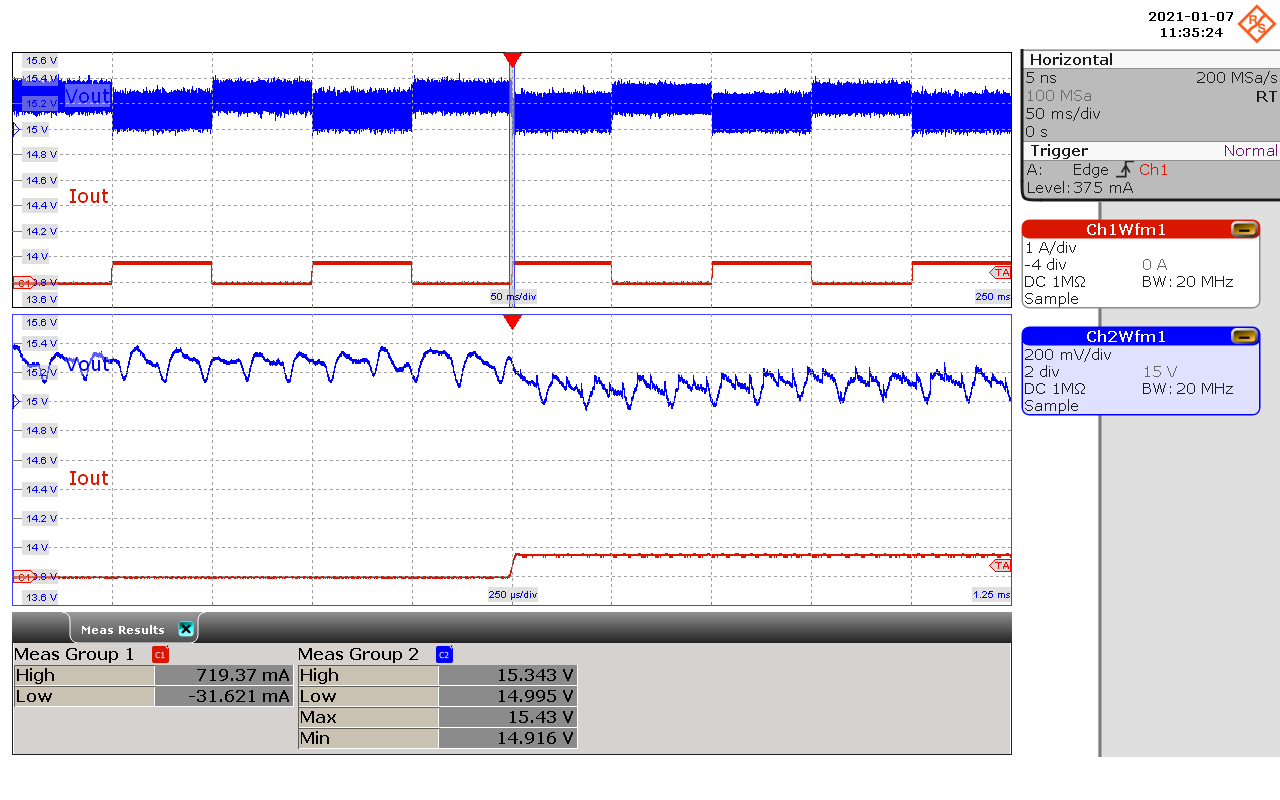 2021-01-07
11:35:24
R&S
15.6 V
15.4 V
Vout
15.2 V
15 V
14.8 V
14.6 V
Iout
14.4 V
14.2 V
14 V
C1 13.8 V
TA
13.6 V
50 ms/div
250 ms
15.6 V
15.4 V
Vout
15.2 V
15 V
14.8 V
14.6 V
Iout
14.4 V
14.2 V
14 V
C1 13.8 V
TA
13.6 V
250 µs/div
1.25 ms
Horizontal
5 ns 200 MSa/s
100 MSa RT
50 ms/div
0 s
Trigger Normal
A: Edge Ch1
Level: 375 mA
Ch1Wfm1
1 A/div
-4 div 0 A
DC 1MΩ BW: 20 MHz
Sample
Ch2Wfm1
200 mV/div
2 div 15 V
DC 1MΩ BW: 20 MHz
Sample
Meas Results
Meas Group 1 C1
High 719.37 mA
Low -31.621 mA
Meas Group 2 C2
High 15.343 V
Low 14.995 V
Max 15.43 V
Min 14.916 V